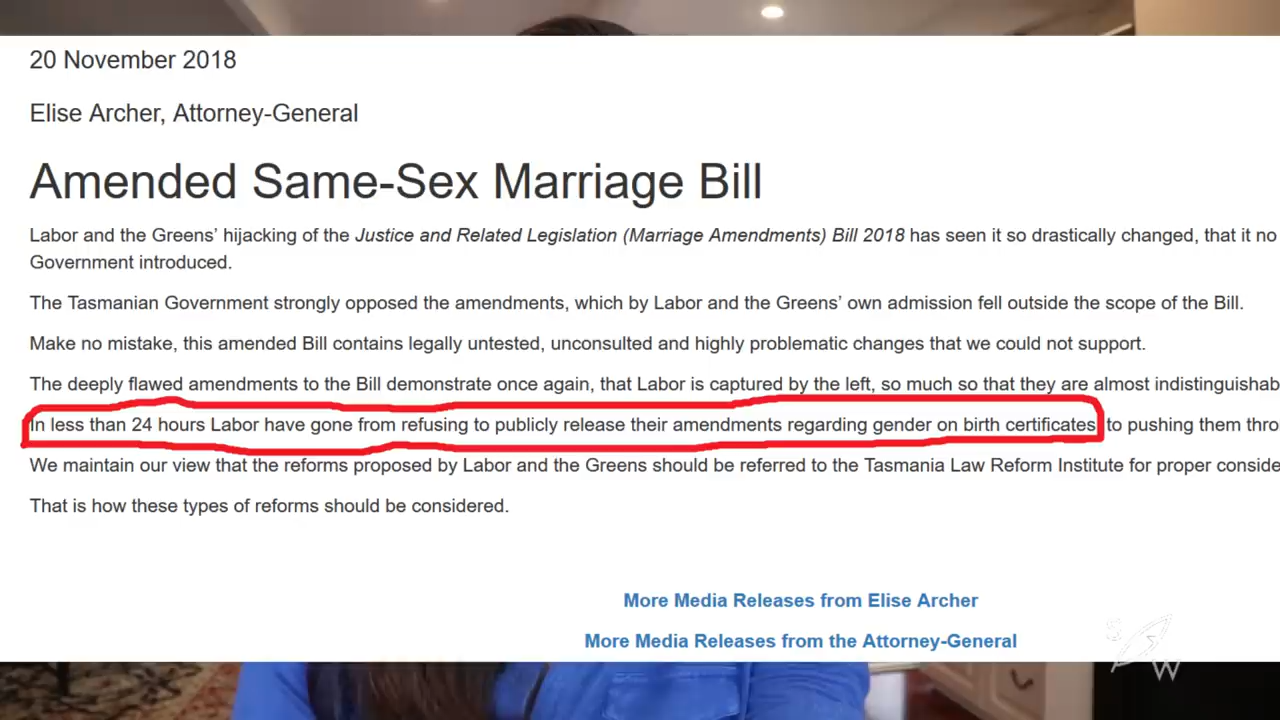 20 November 2018
Elise Archer, Attorney-General
Amended Same-Sex Marriage Bill
Labor and the Greens’ hijacking of the Justice and Related Legislation (Marriage Amendments) Bill 2018 has seen it so drastically changed, that it no
Government introduced.
The Tasmanian Government strongly opposed the amendments, which by Labor and the Greens’ own admission fell outside the scope of the Bill.
Make no mistake, this amended Bill contains legally untested, unconsulted and highly problematic changes that we could not support.
The deeply flawed amendments to the Bill demonstrate once again, that Labor is captured by the left, so much so that they are almost
In less than 24 hours Labor have gone from refusing to publicly release their amendments regarding gender on birth certificates, to pushing them
We maintain our view that the reforms proposed by Labor and the Greens should be referred to the Tasmania Law Reform Institute for proper
That is how these types of reforms should be considered.
More Media Releases from Elise Archer
More Media Releases from the Attorney-General
W